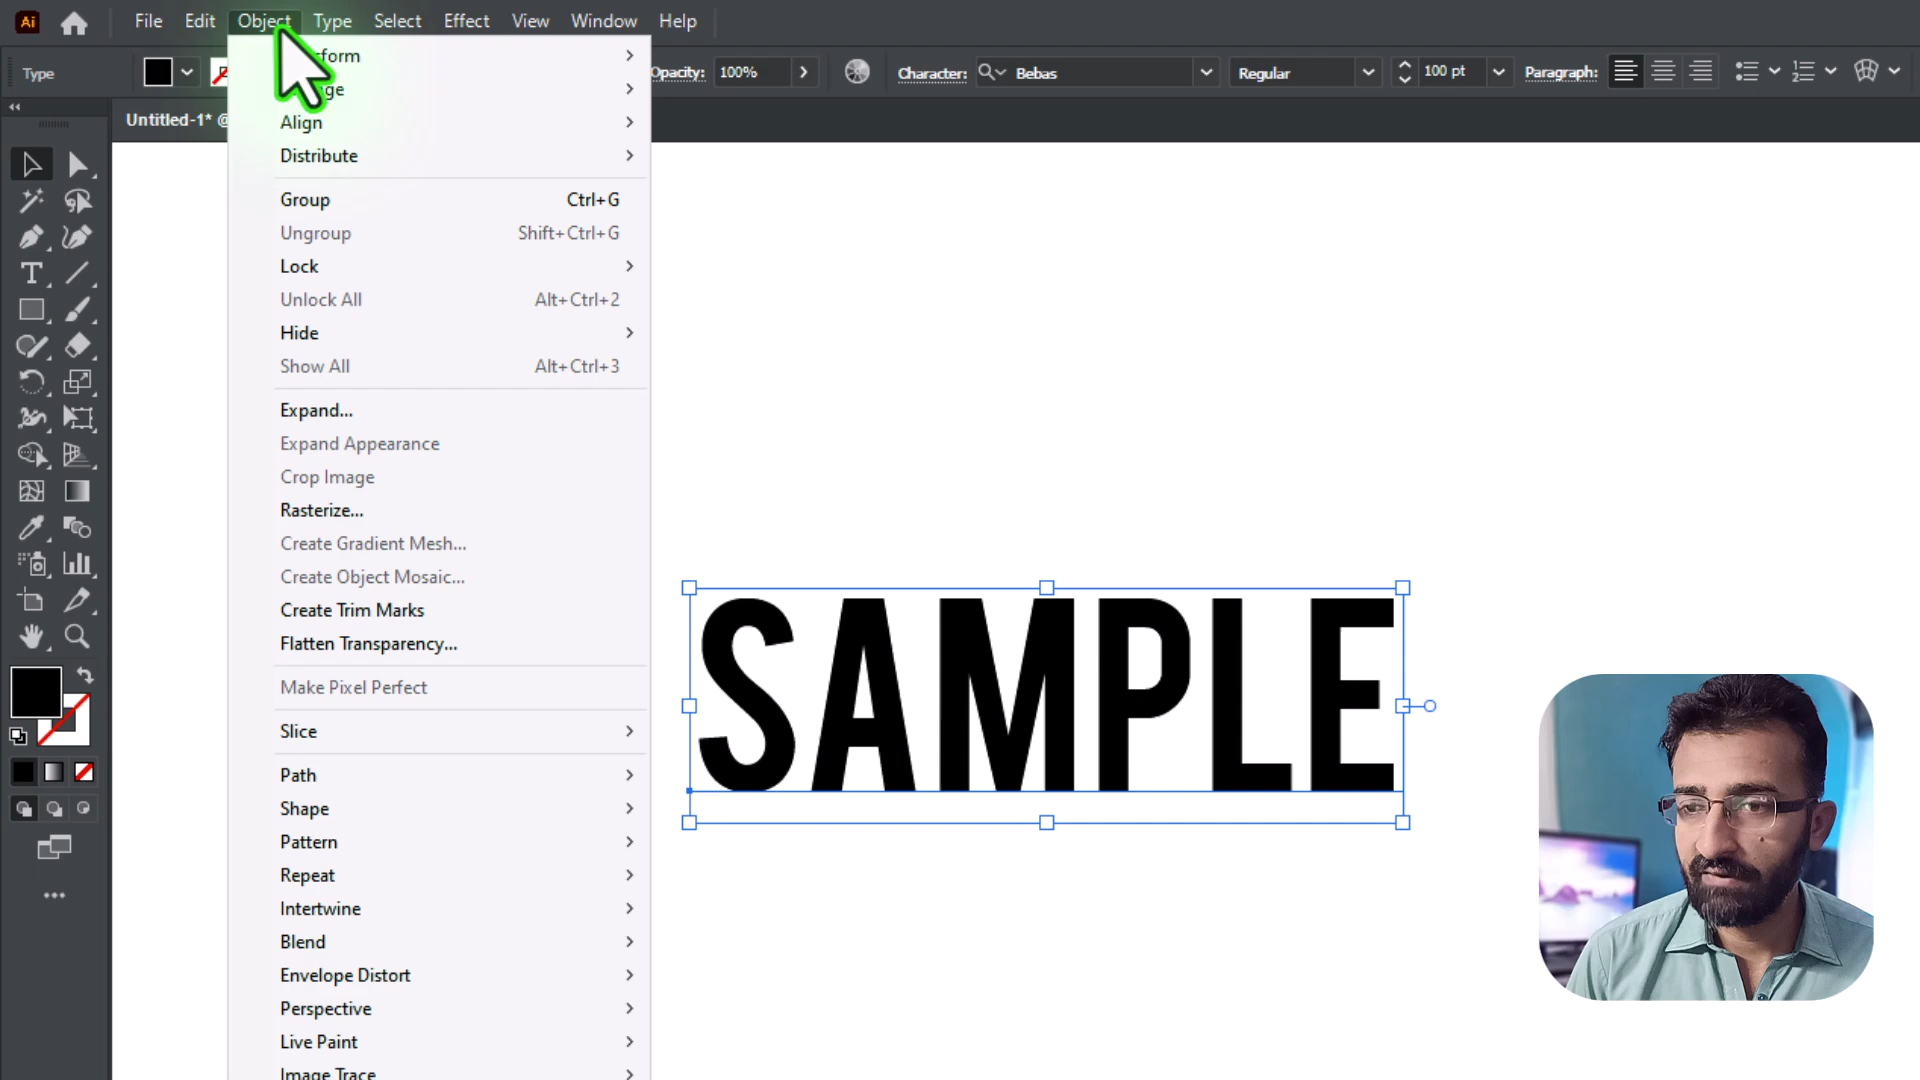 Ai File Edit Object Type Select Effect View Window Help
Type Opacity: 100% Character: Bebas Regular 100 pt Paragraph:
Untitled-1* @
Align
Distribute
Group Ctrl+G
Ungroup Shift+Ctrl+G
Lock
Unlock All Alt+Ctrl+2
Hide
Show All Alt+Ctrl+3
Expand...
Expand Appearance
Crop Image
Rasterize...
Create Gradient Mesh...
Create Object Mosaic...
Create Trim Marks
Flatten Transparency...
Make Pixel Perfect
Slice
Path
Shape
Pattern
Repeat
Intertwine
Blend
Envelope Distort
Perspective
Live Paint
Image Trace
SAMPLE